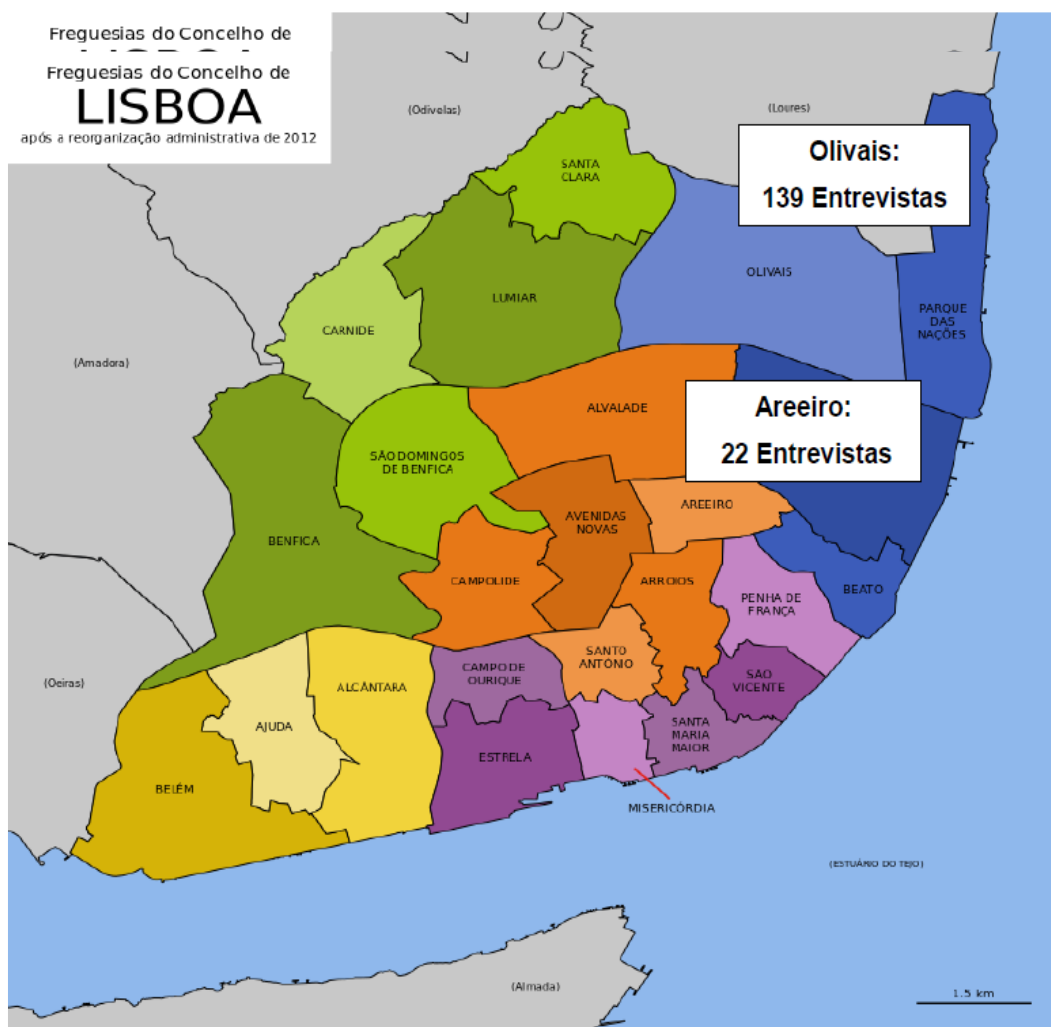 Freguesias do Concelho de
Freguesias do Concelho de
LISBOA
após a reorganização administrativa de 2012
(Odivelas)
(Loures)
Olivais:
139 Entrevistas
SANTA
CLARA
OLIVAIS
LUMIAR
PARQUE
DAS
NAÇÕES
CARNIDE
(Amadora)
Areeiro:
22 Entrevistas
ALVALADE
SÃO DOMINGOS
DE BENFICA
AREEIRO
AVENIDAS
NOVAS
BENFICA
CAMPOLIDE
ARROIOS
BEATO
PENHA DE
FRANÇA
SANTO
ANTÓNIO
CAMPO DE
OURIQUE
(Oeiras)
ALCÂNTARA
SÃO
VICENTE
AJUDA
SANTA
MARIA
MAIOR
ESTRELA
BELÉM
MISERICÓRDIA
(ESTUÁRIO DO TEJO)
(Almada)
1.5 km